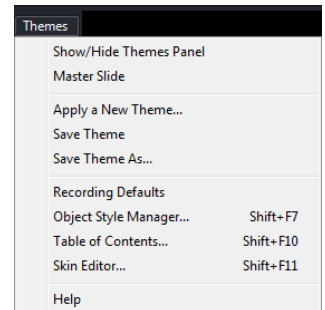 Themes
Show/Hide Themes Panel
Master Slide
Apply a New Theme...
Save Theme
Save Theme As...
Recording Defaults
Object Style Manager... Shift+F7
Table of Contents... Shift+F10
Skin Editor... Shift+F11
Help